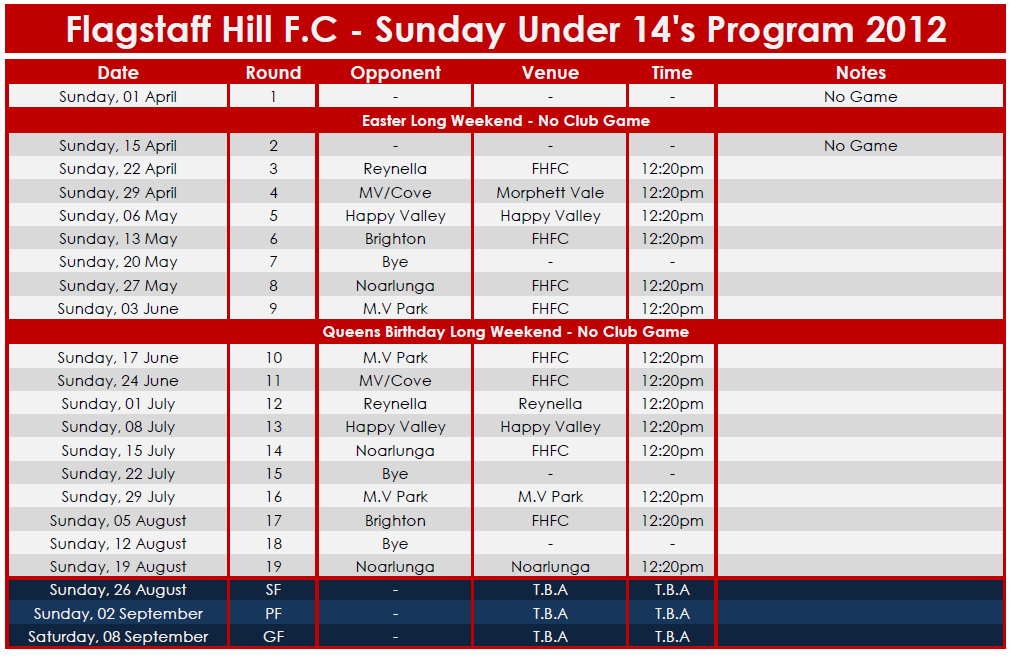 Flagstaff Hill F.C - Sunday Under 14's Program 2012
Date Round Opponent Venue Time Notes
Sunday, 01 April 1 - - - No Game
Easter Long Weekend - No Club Game
Sunday, 15 April 2 - - - No Game
Sunday, 22 April 3 Reynella FHFC 12:20pm
Sunday, 29 April 4 MV/Cove Morphett Vale 12:20pm
Sunday, 06 May 5 Happy Valley Happy Valley 12:20pm
Sunday, 13 May 6 Brighton FHFC 12:20pm
Sunday, 20 May 7 Bye - -
Sunday, 27 May 8 Noarlunga FHFC 12:20pm
Sunday, 03 June 9 M.V Park FHFC 12:20pm
Queens Birthday Long Weekend - No Club Game
Sunday, 17 June 10 M.V Park FHFC 12:20pm
Sunday, 24 June 11 MV/Cove FHFC 12:20pm
Sunday, 01 July 12 Reynella Reynella 12:20pm
Sunday, 08 July 13 Happy Valley Happy Valley 12:20pm
Sunday, 15 July 14 Noarlunga FHFC 12:20pm
Sunday, 22 July 15 Bye - -
Sunday, 29 July 16 M.V Park M.V Park 12:20pm
Sunday, 05 August 17 Brighton FHFC 12:20pm
Sunday, 12 August 18 Bye - -
Sunday, 19 August 19 Noarlunga Noarlunga 12:20pm
Sunday, 26 August SF - T.B.A T.B.A
Sunday, 02 September PF - T.B.A T.B.A
Saturday, 08 September GF - T.B.A T.B.A